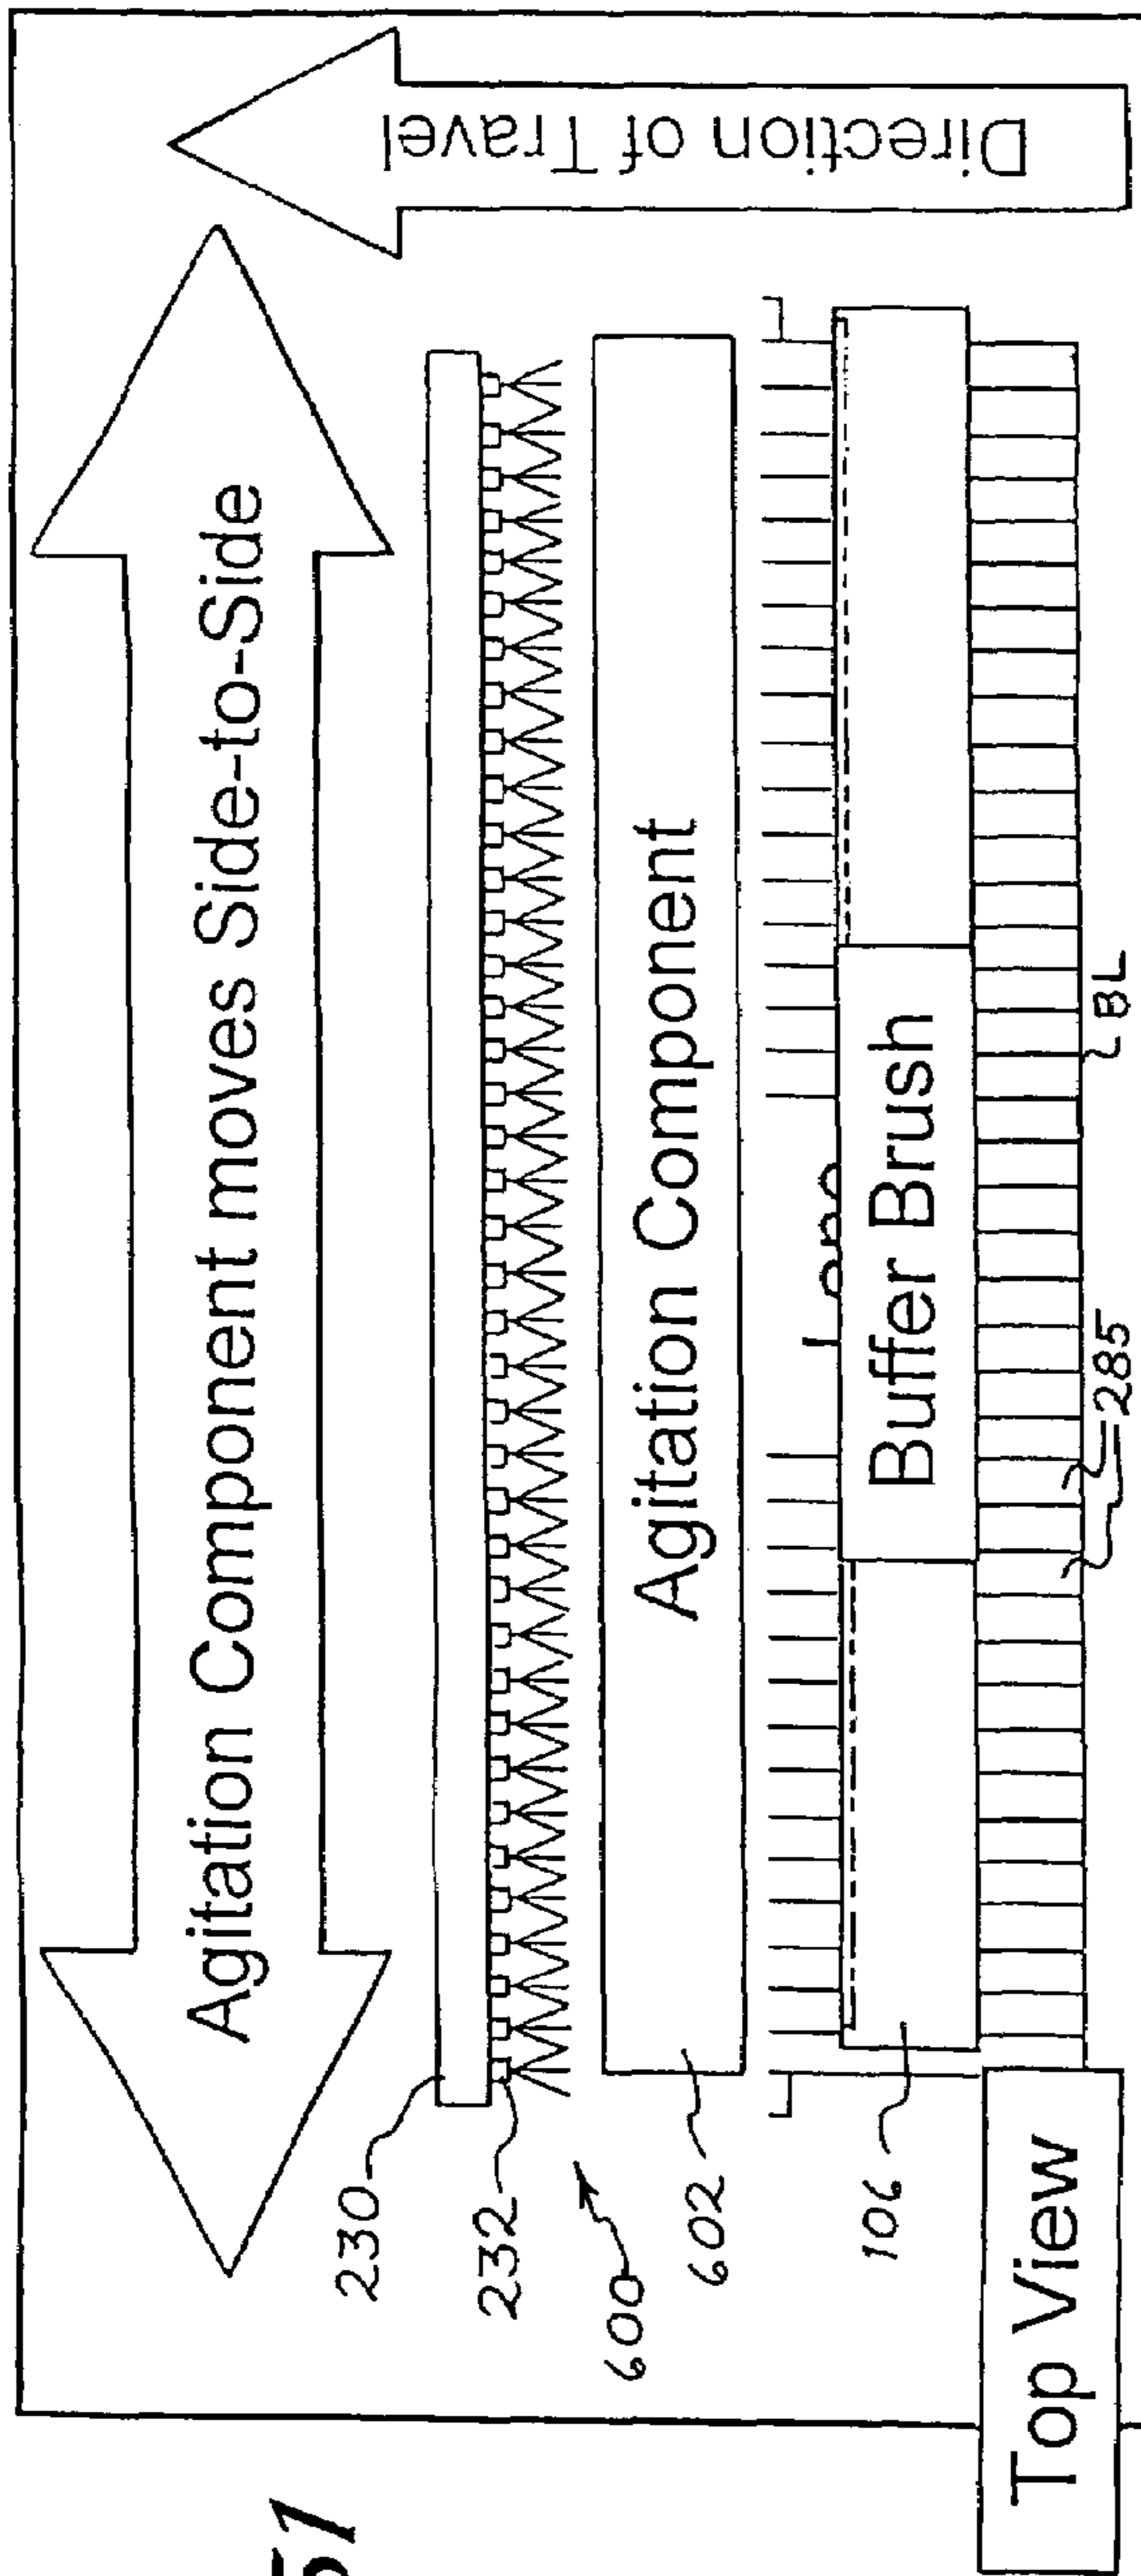 Agitation Component moves Side-to-Side
Direction of Travel
230
232
600
Agitation Component
602
Buffer Brush
106
285
BL
Top View
51